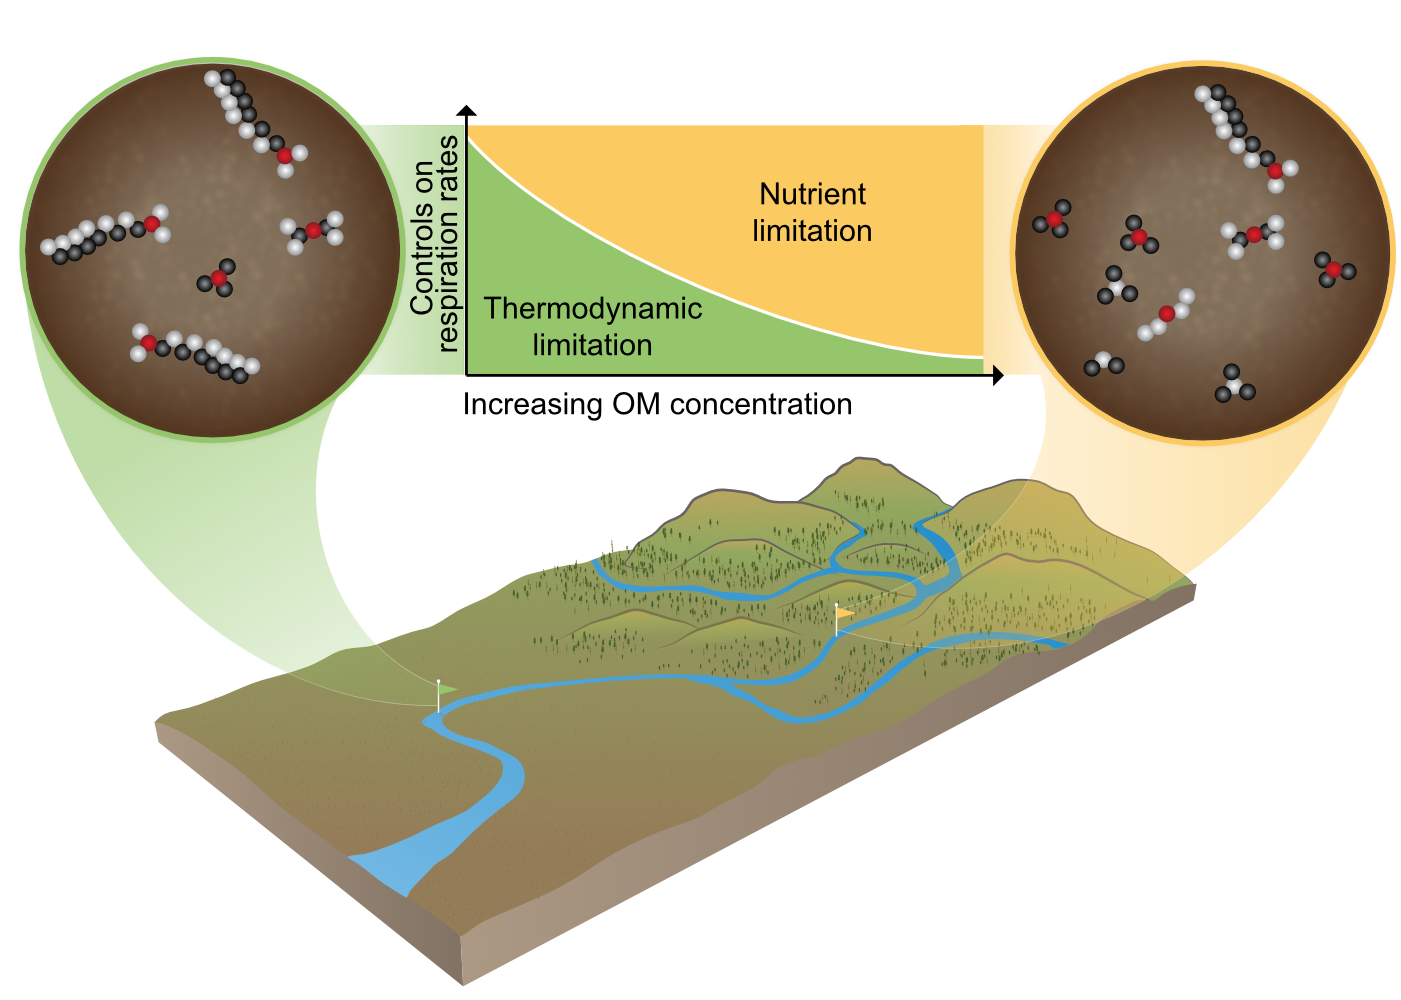 Controls on
respiration rates
Nutrient
limitation
Thermodynamic
limitation
Increasing OM concentration